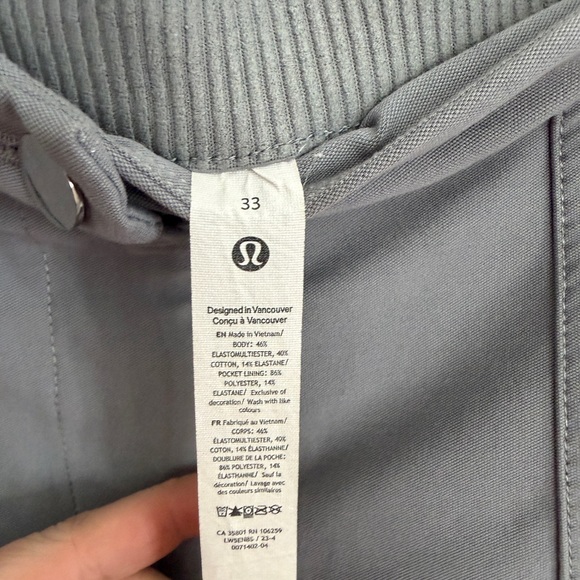 33
Designed in Vancouver
Conçu à Vancouver
EN Made in Vietnam/
BODY: 46%
ELASTOMULTIESTER, 40%
COTTON, 14% ELASTANE/
POCKET LINING: 86%
POLYESTER, 14%
ELASTANE/ Exclusive of
decoration/ Wash with like
colours
FR Fabriqué au Vietnam/
CORPS: 46%
ÉLASTOMULTIESTER, 40%
COTON, 14% ÉLASTHANNE/
DOUBLURE DE LA POCHE:
86% POLYESTER, 14%
ÉLASTHANNE/ Sauf la
décoration/ Lavage avec
des couleurs similaires
CA 35801 RN 106259
LW5EN8S / 23-4
0071402-04